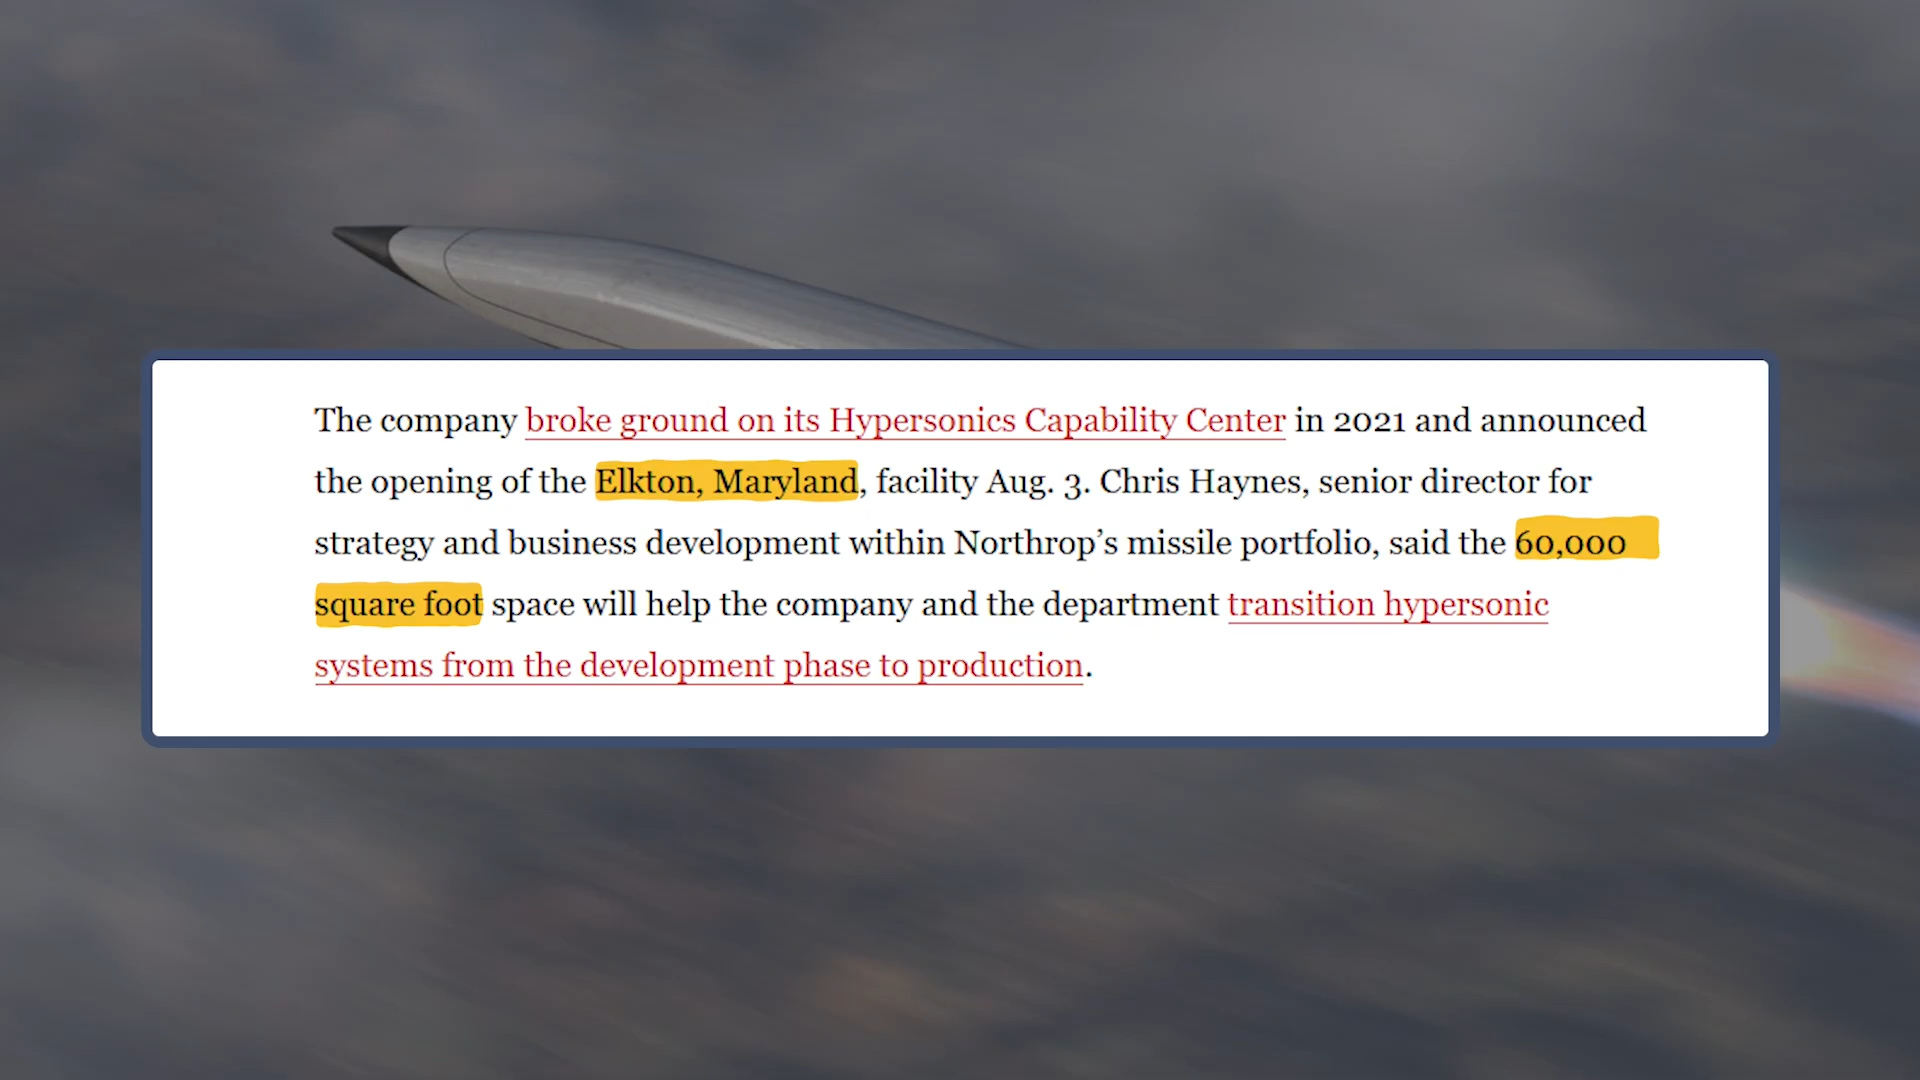 The company broke ground on its Hypersonics Capability Center in 2021 and announced
the opening of the Elkton, Maryland, facility Aug. 3. Chris Haynes, senior director for
strategy and business development within Northrop’s missile portfolio, said the 60,000
square foot space will help the company and the department transition hypersonic
systems from the development phase to production.